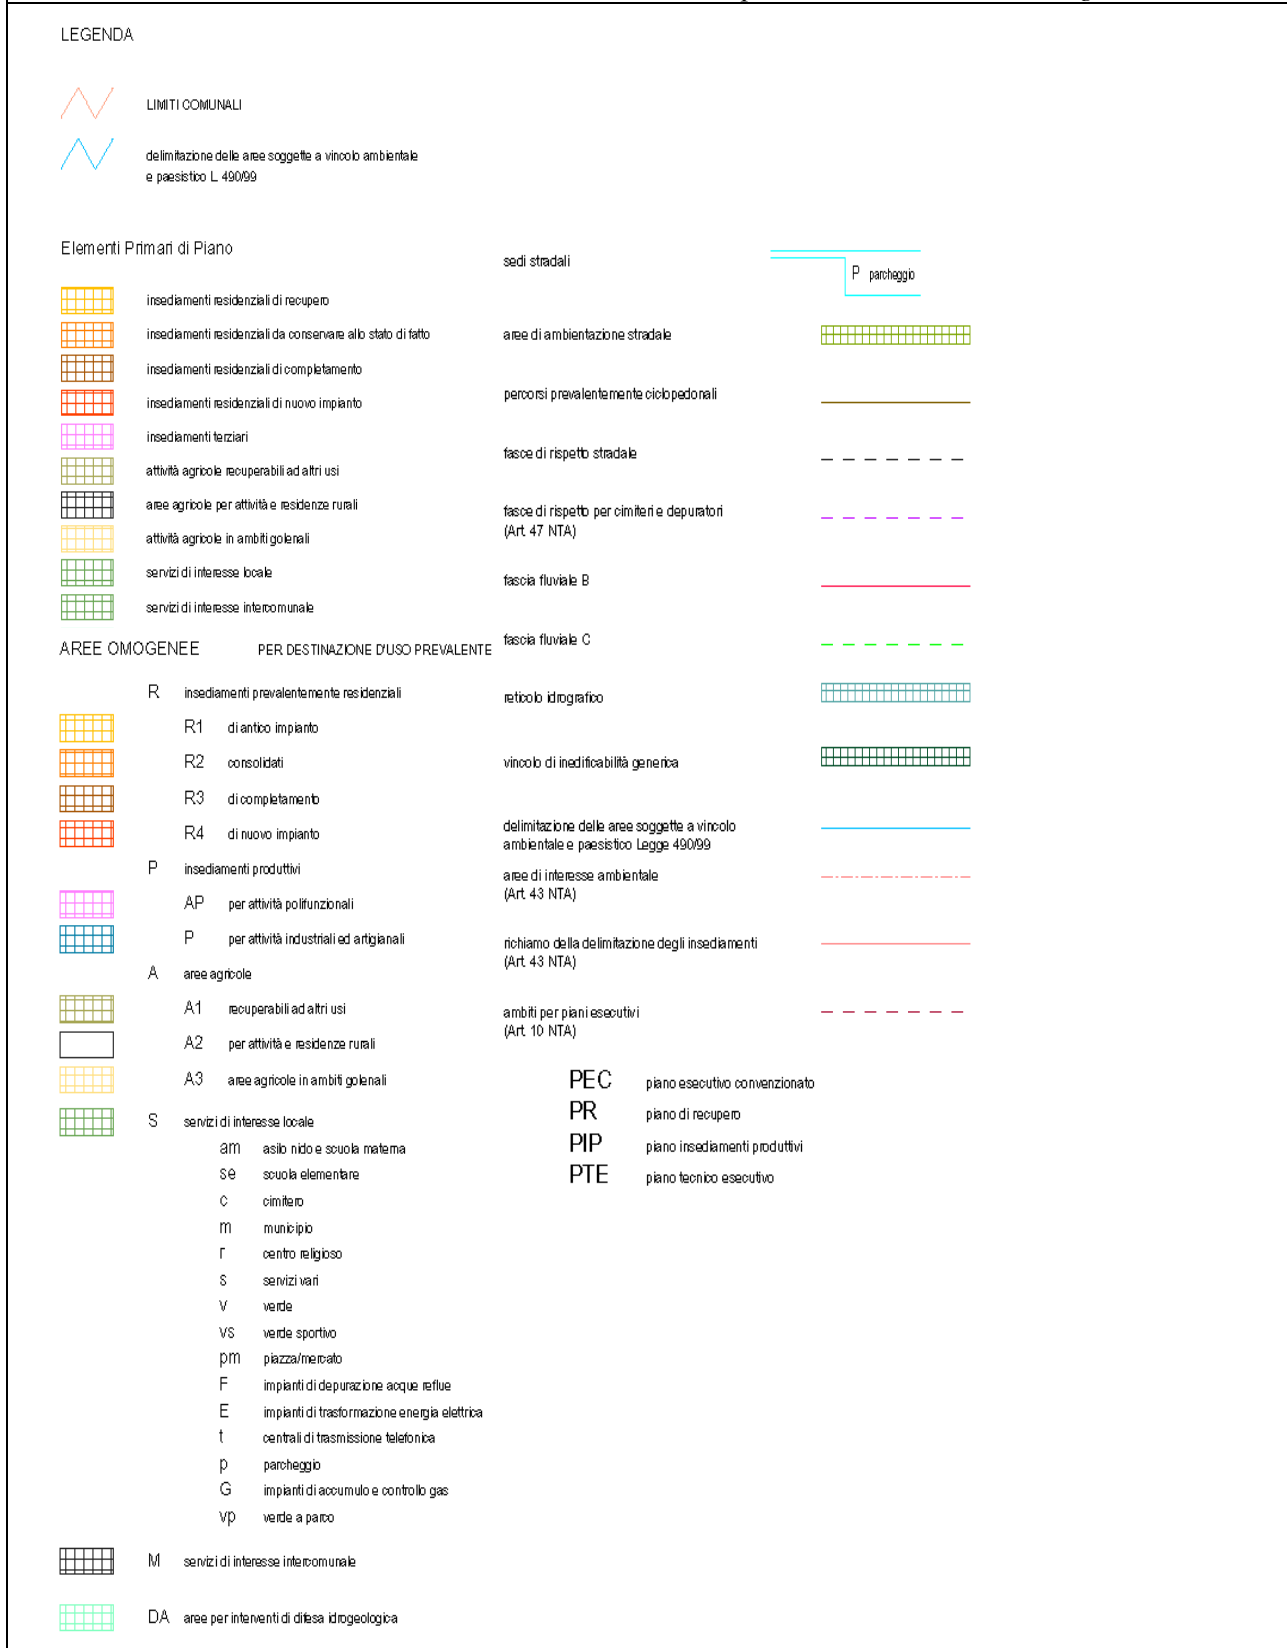 LEGENDA
LIMITI COMUNALI
delimitazione delle aree soggette a vincolo ambientale
e paesistico L. 490/99
Elementi Primari di Piano
insediamenti residenziali di recupero
insediamenti residenziali da conservare allo stato di fatto
insediamenti residenziali di completamento
insediamenti residenziali di nuovo impianto
insediamenti terziari
attività agricole recuperabili ad altri usi
aree agricole per attività e residenze rurali
attività agricole in ambiti golenali
servizi di interesse locale
servizi di interesse intercomunale
AREE OMOGENEE PER DESTINAZIONE D'USO PREVALENTE
R insediamenti prevalentemente residenziali
R1 di antico impianto
R2 consolidati
R3 di completamento
R4 di nuovo impianto
P insediamenti produttivi
AP per attività polifunzionali
P per attività industriali ed artigianali
A aree agricole
A1 recuperabili ad altri usi
A2 per attività e residenze rurali
A3 aree agricole in ambiti golenali
S servizi di interesse locale
am asilo nido e scuola materna
se scuola elementare
c cimitero
m municipio
r centro religioso
s servizi vari
v verde
vs verde sportivo
pm piazza/mercato
F impianti di depurazione acque reflue
E impianti di trasformazione energia elettrica
t centrali di trasmissione telefonica
p parcheggio
G impianti di accumulo e controllo gas
vp verde a parco
M servizi di interesse intercomunale
DA aree per interventi di difesa idrogeologica
sedi stradali
P parcheggio
aree di ambientazione stradale
percorsi prevalentemente ciclopedonali
fasce di rispetto stradale
fasce di rispetto per cimiteri e depuratori
(Art. 47 NTA)
fascia fluviale B
fascia fluviale C
reticolo idrografico
vincolo di inedificabilità generica
delimitazione delle aree soggette a vincolo
ambientale e paesistico Legge 490/99
aree di interesse ambientale
(Art. 43 NTA)
richiamo della delimitazione degli insediamenti
(Art. 43 NTA)
ambiti per piani esecutivi
(Art. 10 NTA)
PEC piano esecutivo convenzionato
PR piano di recupero
PIP piano insediamenti produttivi
PTE piano tecnico esecutivo